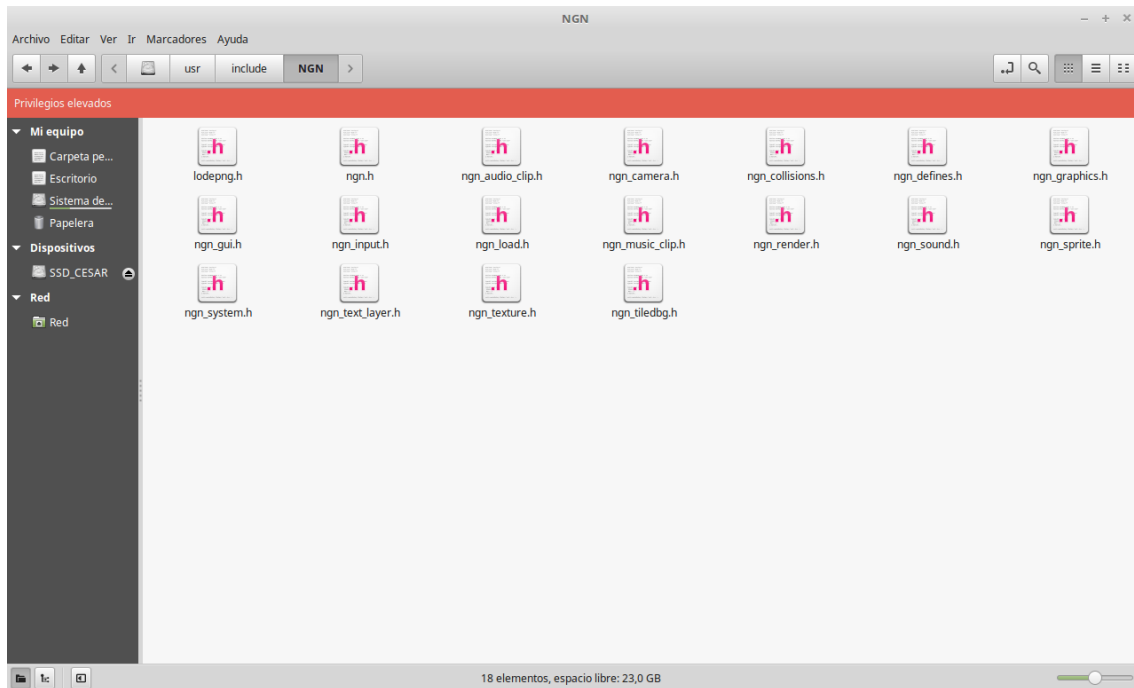 NGN
Archivo Editar Ver Ir Marcadores Ayuda
usr include NGN
Privilegios elevados
Mi equipo
Carpeta pe...
Escritorio
Sistema de...
Papelera
Dispositivos
SSD_CESAR
Red
Red
.h .h .h .h .h .h .h
lodepng.h ngn.h ngn_audio_clip.h ngn_camera.h ngn_collisions.h ngn_defines.h ngn_graphics.h
.h .h .h .h .h .h .h
ngn_gui.h ngn_input.h ngn_load.h ngn_music_clip.h ngn_render.h ngn_sound.h ngn_sprite.h
.h .h .h .h
ngn_system.h ngn_text_layer.h ngn_texture.h ngn_tiledbg.h
18 elementos, espacio libre: 23,0 GB